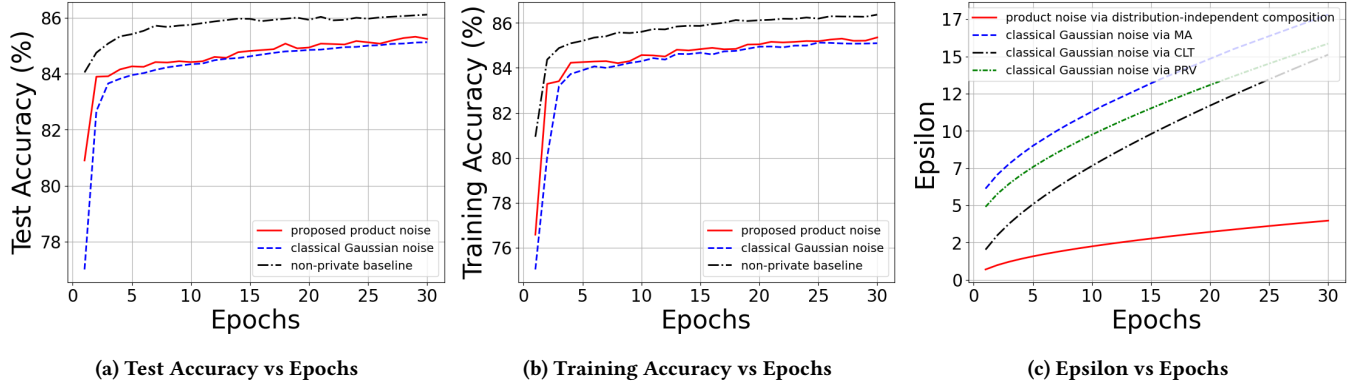 Test Accuracy (%)
86
84
82
80
78
0 5 10 15 20 25 30
Epochs
proposed product noise
classical Gaussian noise
non-private baseline
(a) Test Accuracy vs Epochs
Training Accuracy (%)
86
84
82
80
78
76
0 5 10 15 20 25 30
Epochs
proposed product noise
classical Gaussian noise
non-private baseline
(b) Training Accuracy vs Epochs
Epsilon
17
15
12
10
7
5
2
0
0 5 10 15 20 25 30
Epochs
product noise via distribution-independent composition
classical Gaussian noise via MA
classical Gaussian noise via CLT
classical Gaussian noise via PRV
(c) Epsilon vs Epochs